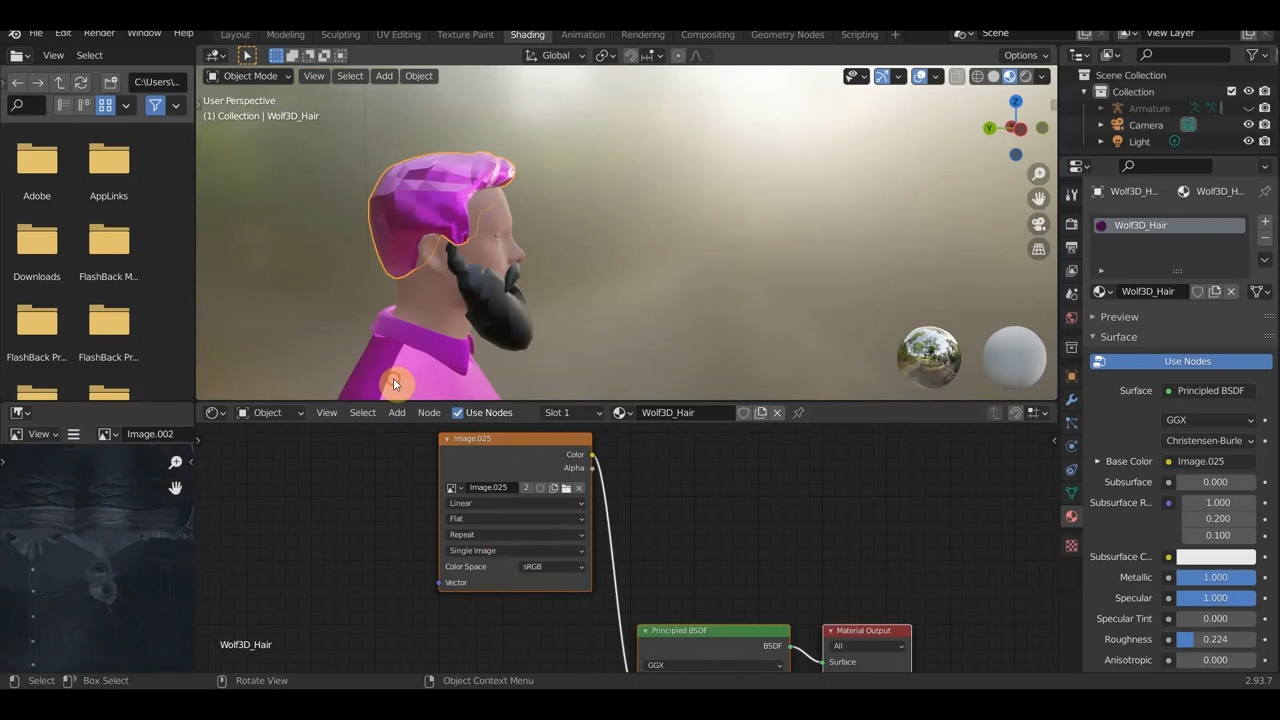 File Edit Render Window Help Layout Modeling Sculpting UV Editing Texture Paint Shading Animation Rendering Compositing Geometry Nodes Scripting + Scene View Layer
View Select Global Options
C:\Users\... Object Mode View Select Add Object
User Perspective
(1) Collection | Wolf3D_Hair
Scene Collection
Collection
Armature
Camera
Light
Z
Y
Adobe AppLinks
Downloads FlashBack M...
FlashBack Pr... FlashBack Pr...
Wolf3D_H... Wolf3D_H...
Wolf3D_Hair
Wolf3D_Hair
Preview
Surface
Use Nodes
Surface Principled BSDF
GGX
Christensen-Burle
Base Color Image.025
Subsurface 0.000
Subsurface R... 1.000
0.200
0.100
Subsurface C...
Metallic 1.000
Specular 1.000
Specular Tint 0.000
Roughness 0.224
Anisotropic 0.000
View Image.002
Object View Select Add Node Use Nodes Slot 1 Wolf3D_Hair
Image.025
Color
Alpha
Image.025 2
Linear
Flat
Repeat
Single Image
Color Space sRGB
Vector
Principled BSDF
BSDF
GGX
Material Output
All
Surface
Wolf3D_Hair
Select Box Select Rotate View Object Context Menu 2.93.7